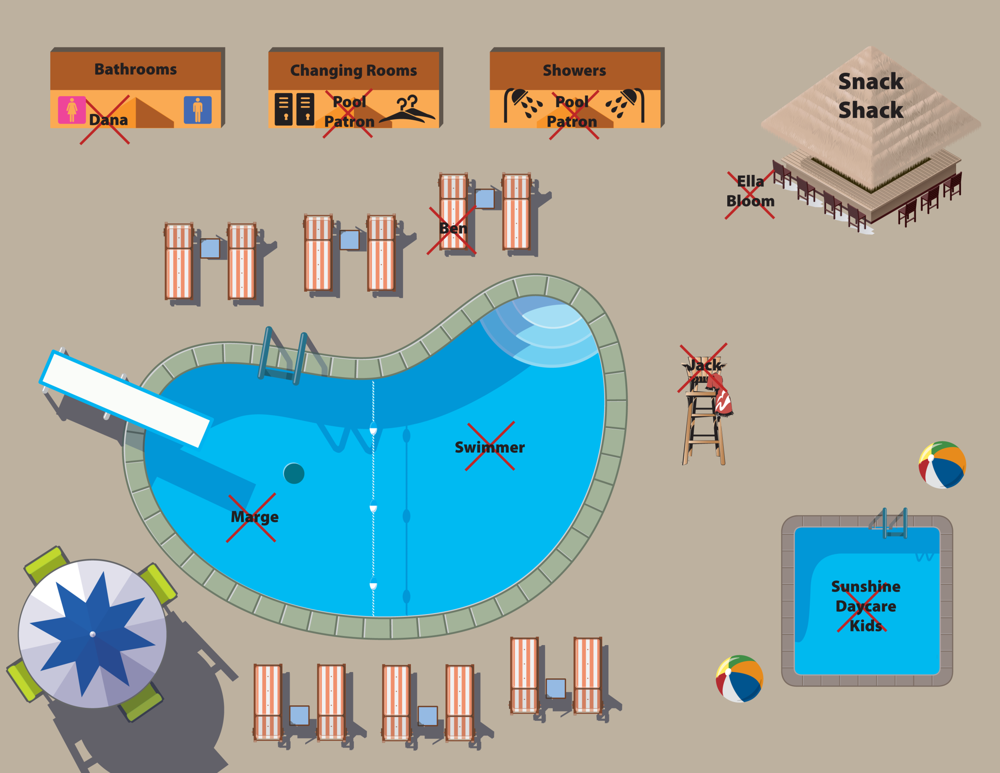 Bathrooms
Dana
Changing Rooms
Pool
Patron
Showers
Pool
Patron
Snack
Shack
Ella
Bloom
Ben
Jack
Swimmer
Marge
Sunshine
Daycare
Kids